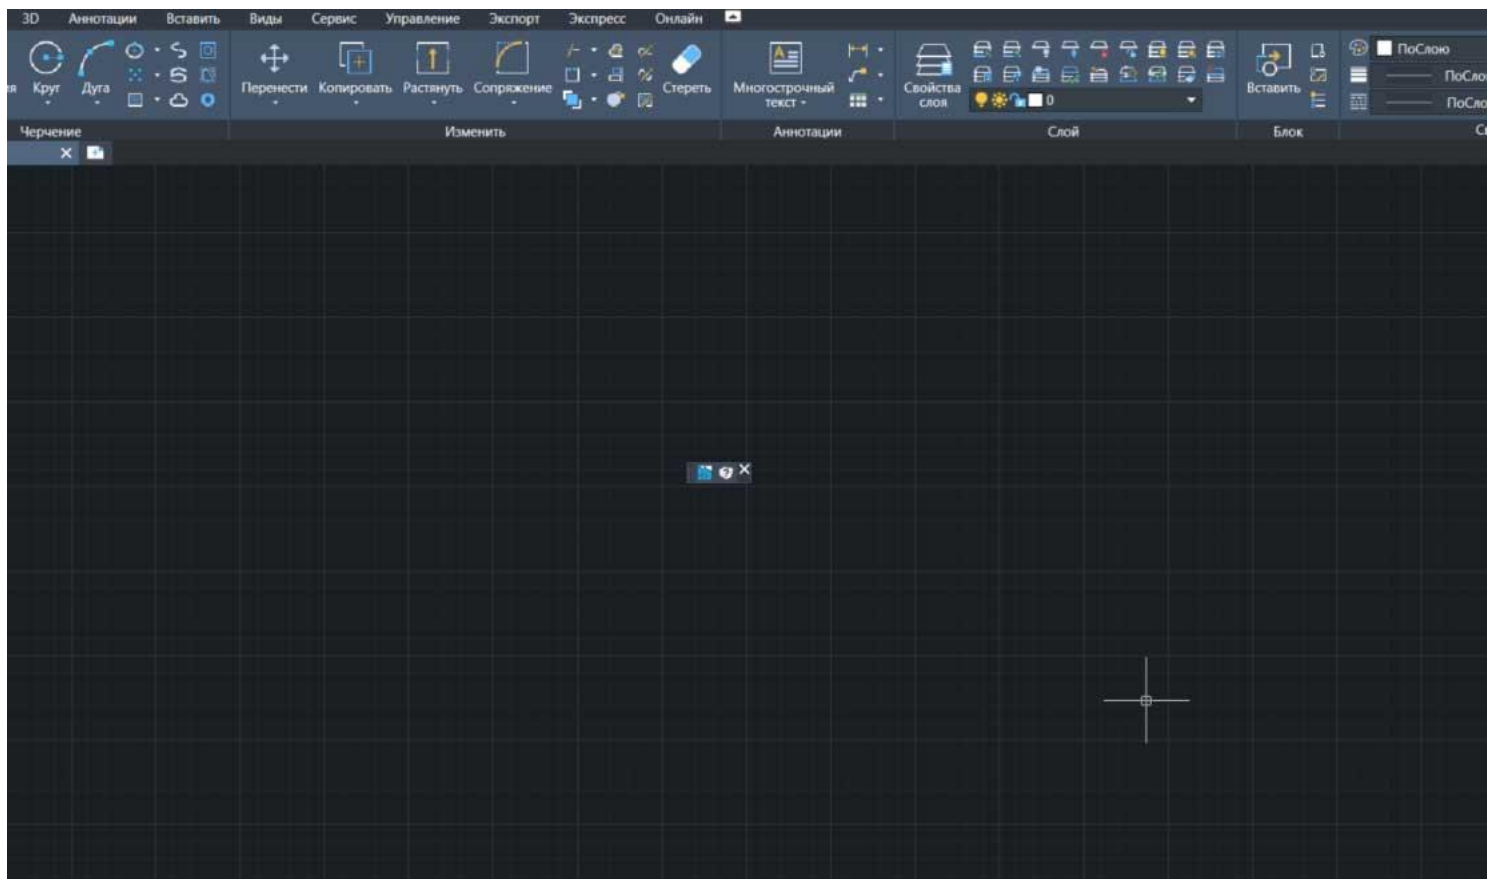 3D Аннотации Вставить Виды Сервис Управление Экспорт Экспресс Онлайн
ПоСлою
Круг Дуга Перенести Копировать Растянуть Сопряжение Стереть Многострочный текст Свойства слоя 0 Вставить
Черчение Изменить Аннотации Слой Блок